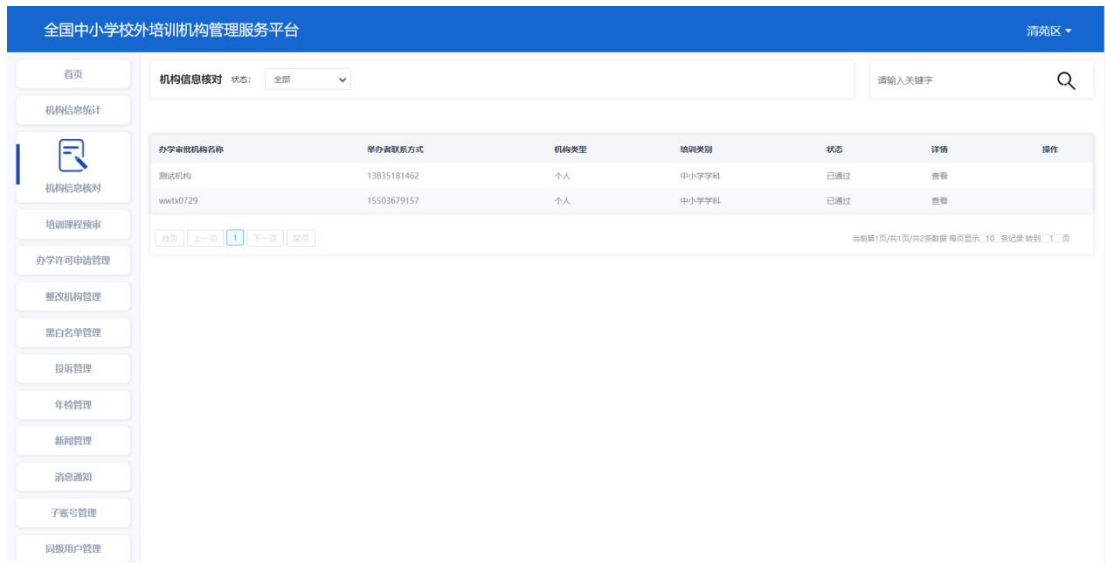 全国中小学校外培训机构管理服务平台
清苑区
首页
机构信息统计
机构信息核对
培训课程预审
办学许可申请管理
整改机构管理
黑白名单管理
投诉管理
年检管理
新闻管理
消息通知
子账号管理
同级用户管理
机构信息核对 状态: 全部
请输入关键字
办学审批机构名称 举办者联系方式 机构类型 培训类别 状态 详情 操作
测试机构 13835181462 个人 中小学学科 已通过 查看
wwtx0729 15503679157 个人 中小学学科 已通过 查看
首页 上一页 1 下一页 尾页
当前第1页/共1页/共2条数据 每页显示 10 条记录 转到 1 页